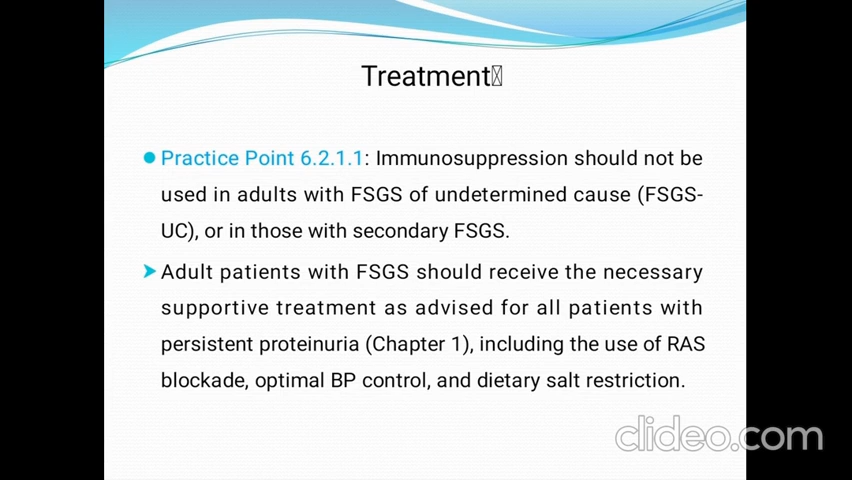 Treatment
Practice Point 6.2.1.1: Immunosuppression should not be
used in adults with FSGS of undetermined cause (FSGS-
UC), or in those with secondary FSGS.
Adult patients with FSGS should receive the necessary
supportive treatment as advised for all patients with
persistent proteinuria (Chapter 1), including the use of RAS
blockade, optimal BP control, and dietary salt restriction.
clideo.com